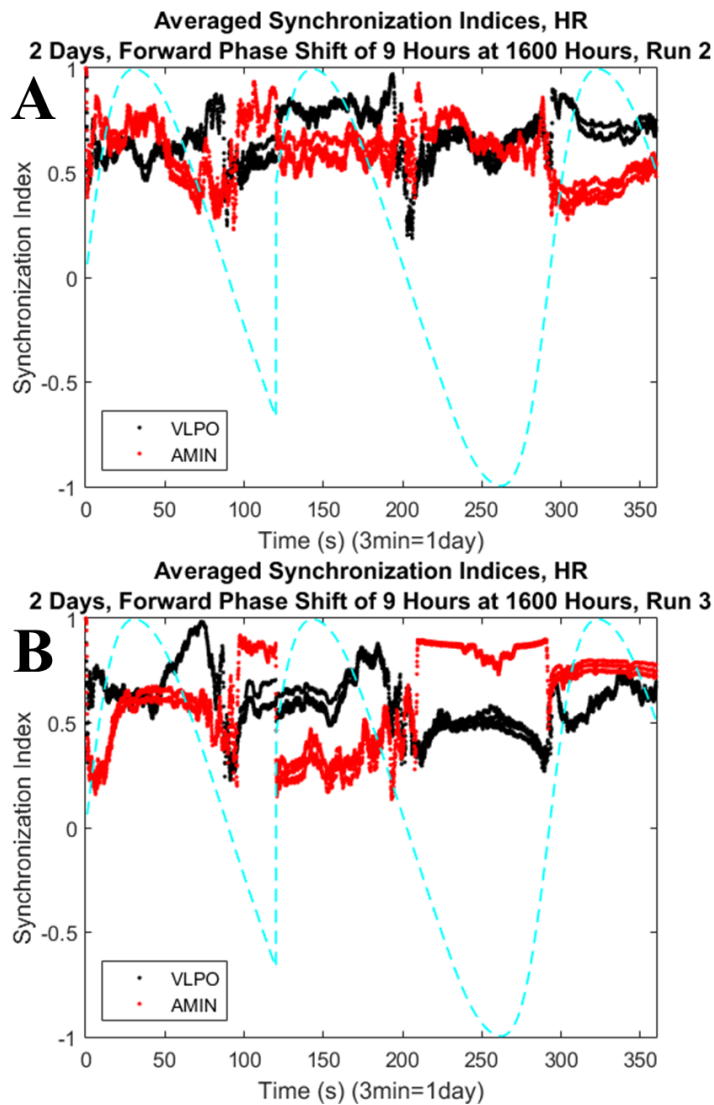 Averaged Synchronization Indices, HR
2 Days, Forward Phase Shift of 9 Hours at 1600 Hours, Run 2
A
1
0.5
0
-0.5
-1
Synchronization Index
VLPO
AMIN
0 50 100 150 200 250 300 350
Time (s) (3min=1day)
Averaged Synchronization Indices, HR
2 Days, Forward Phase Shift of 9 Hours at 1600 Hours, Run 3
B
1
0.5
0
-0.5
-1
Synchronization Index
VLPO
AMIN
0 50 100 150 200 250 300 350
Time (s) (3min=1day)